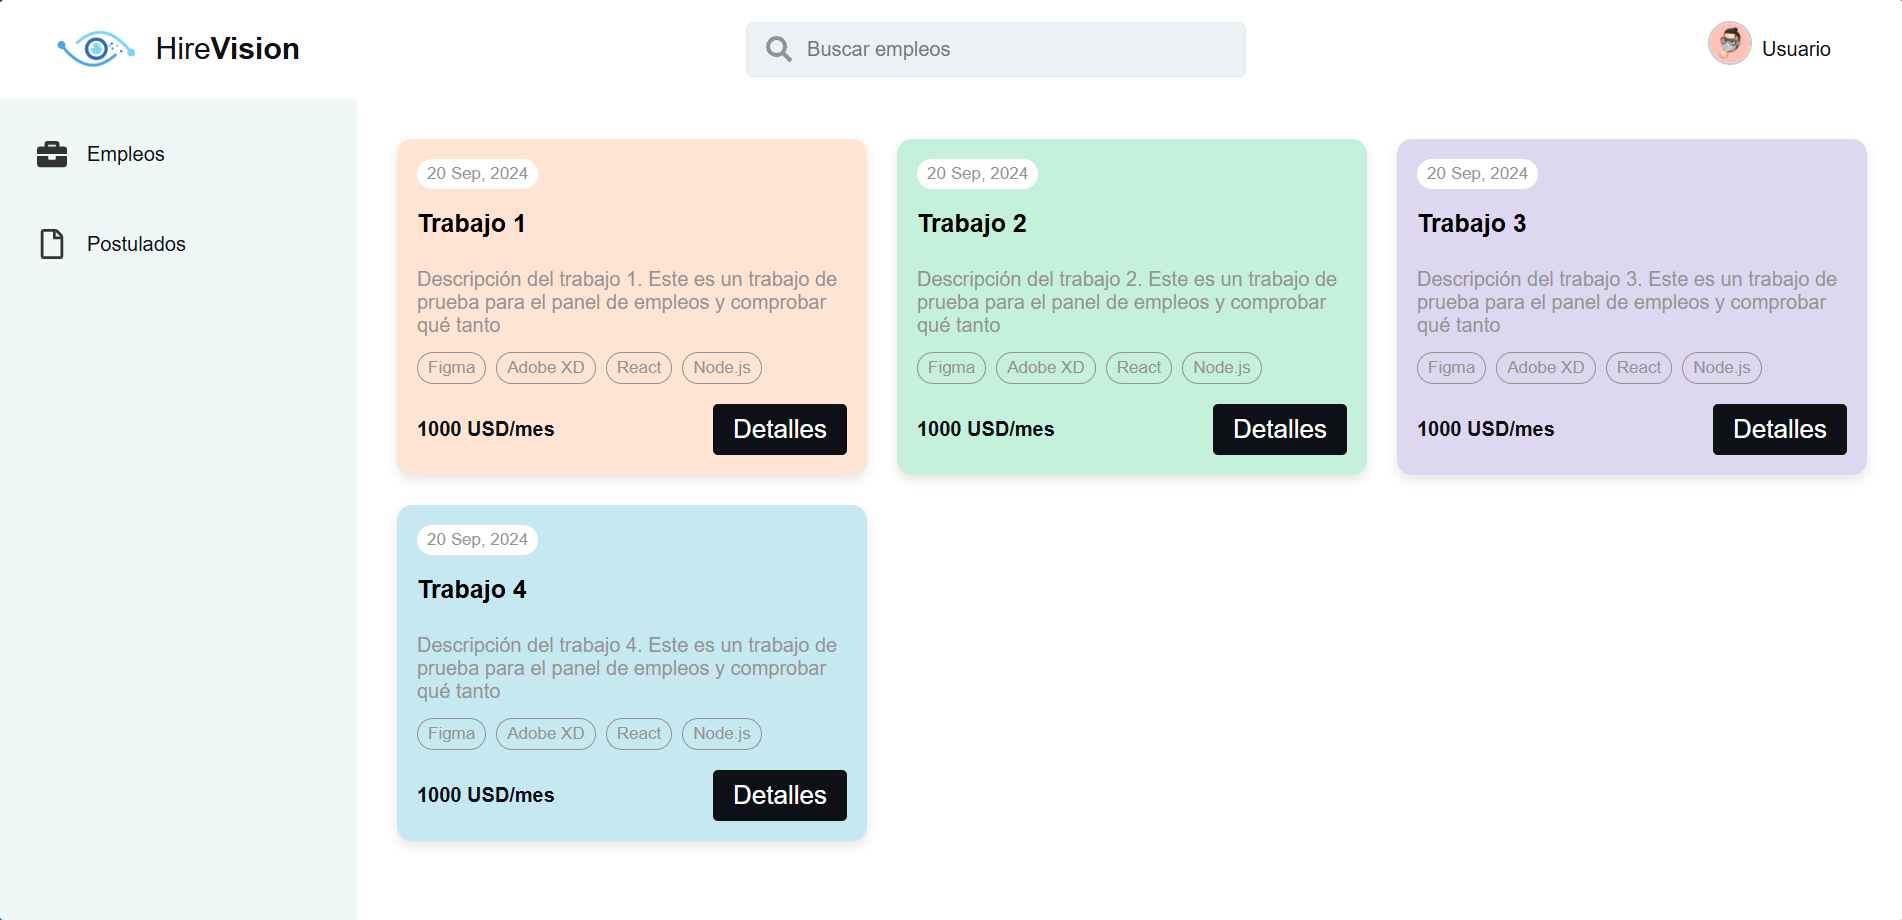 HireVision
Buscar empleos
Usuario
Empleos
Postulados
20 Sep, 2024
Trabajo 1
Descripción del trabajo 1. Este es un trabajo de
prueba para el panel de empleos y comprobar
qué tanto
Figma Adobe XD React Node.js
1000 USD/mes Detalles
20 Sep, 2024
Trabajo 2
Descripción del trabajo 2. Este es un trabajo de
prueba para el panel de empleos y comprobar
qué tanto
Figma Adobe XD React Node.js
1000 USD/mes Detalles
20 Sep, 2024
Trabajo 3
Descripción del trabajo 3. Este es un trabajo de
prueba para el panel de empleos y comprobar
qué tanto
Figma Adobe XD React Node.js
1000 USD/mes Detalles
20 Sep, 2024
Trabajo 4
Descripción del trabajo 4. Este es un trabajo de
prueba para el panel de empleos y comprobar
qué tanto
Figma Adobe XD React Node.js
1000 USD/mes Detalles